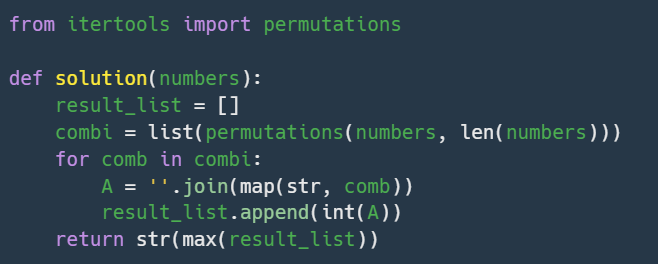 from itertools import permutations
def solution(numbers):
    result_list = []
    combi = list(permutations(numbers, len(numbers)))
    for comb in combi:
        A = ''.join(map(str, comb))
        result_list.append(int(A))
    return str(max(result_list))